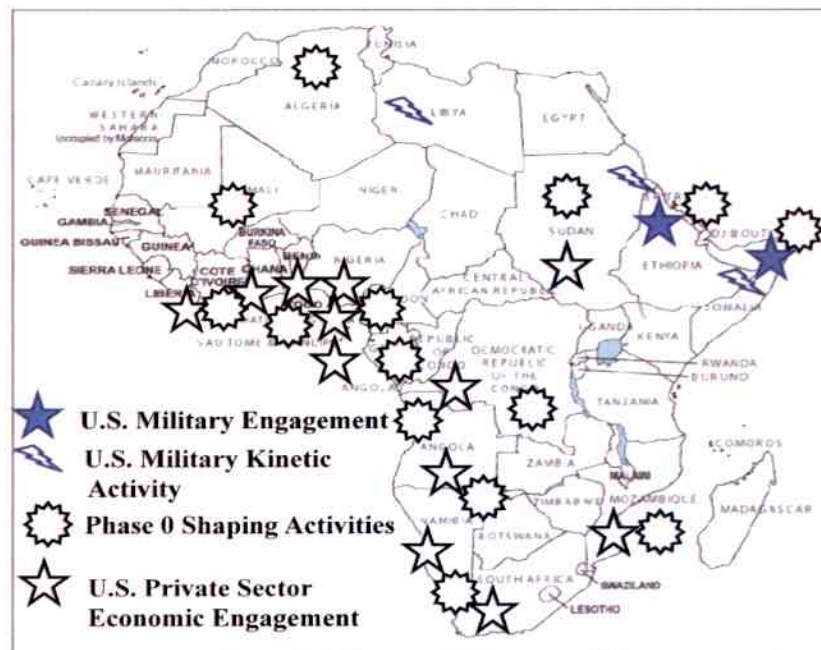 TUNISIA
MOROCCO
Canary Islands
ALGERIA
LIBYA
EGYPT
WESTERN
SAHARA
MAURITANIA
CAPE VERDE
MALI
NIGER
CHAD
SUDAN
DJIBOUTI
SENEGAL
GAMBIA
BURKINA
FASO
GUINEA BISSAU
GUINEA
BENIN
NIGERIA
ETHIOPIA
SIERRA LEONE
COTE
D'IVOIRE
GHANA
CENTRAL
AFRICAN REPUBLIC
SOMALIA
LIBERIA
SAO TOME
UGANDA
KENYA
REPUBLIC
OF
DEMOCRATIC
REPUBLIC
OF THE
CONGO
RWANDA
BURUNDI
ANGOLA
TANZANIA
U.S. Military Engagement
COMOROS
U.S. Military Kinetic
Activity
ANGOLA
ZAMBIA
MALAWI
MOZAMBIQUE
MADAGASCAR
Phase 0 Shaping Activities
ZIMBABWE
NAMIBIA
BOTSWANA
U.S. Private Sector
Economic Engagement
SOUTH AFRICA
SWAZILAND
LESOTHO